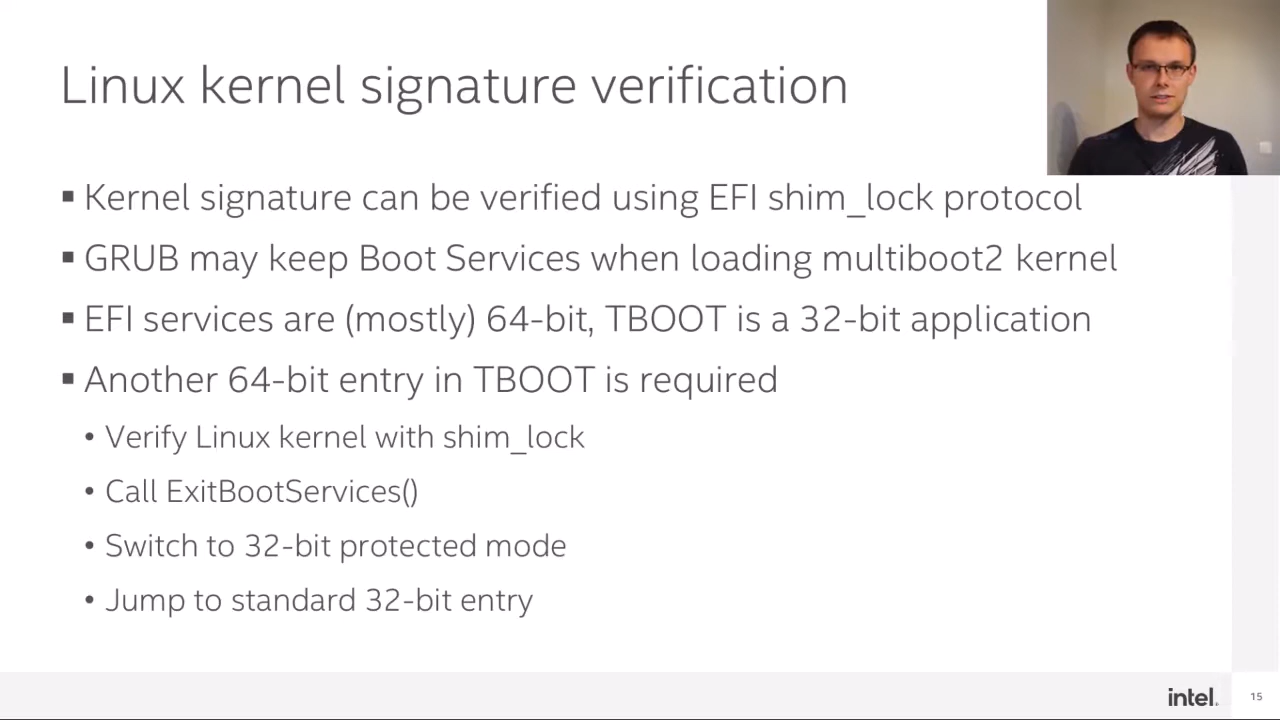 Linux kernel signature verification
▪ Kernel signature can be verified using EFI shim_lock protocol
▪ GRUB may keep Boot Services when loading multiboot2 kernel
▪ EFI services are (mostly) 64-bit, TBOOT is a 32-bit application
▪ Another 64-bit entry in TBOOT is required
• Verify Linux kernel with shim_lock
• Call ExitBootServices()
• Switch to 32-bit protected mode
• Jump to standard 32-bit entry
intel.
15